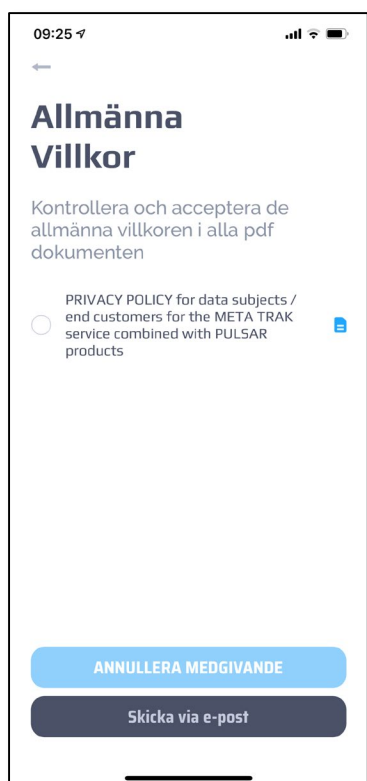 09:25
Allmänna
Villkor
Kontrollera och acceptera de
allmänna villkoren i alla pdf
dokumenten
PRIVACY POLICY for data subjects /
end customers for the META TRAK
service combined with PULSAR
products
ANNULLERA MEDGIVANDE
Skicka via e-post